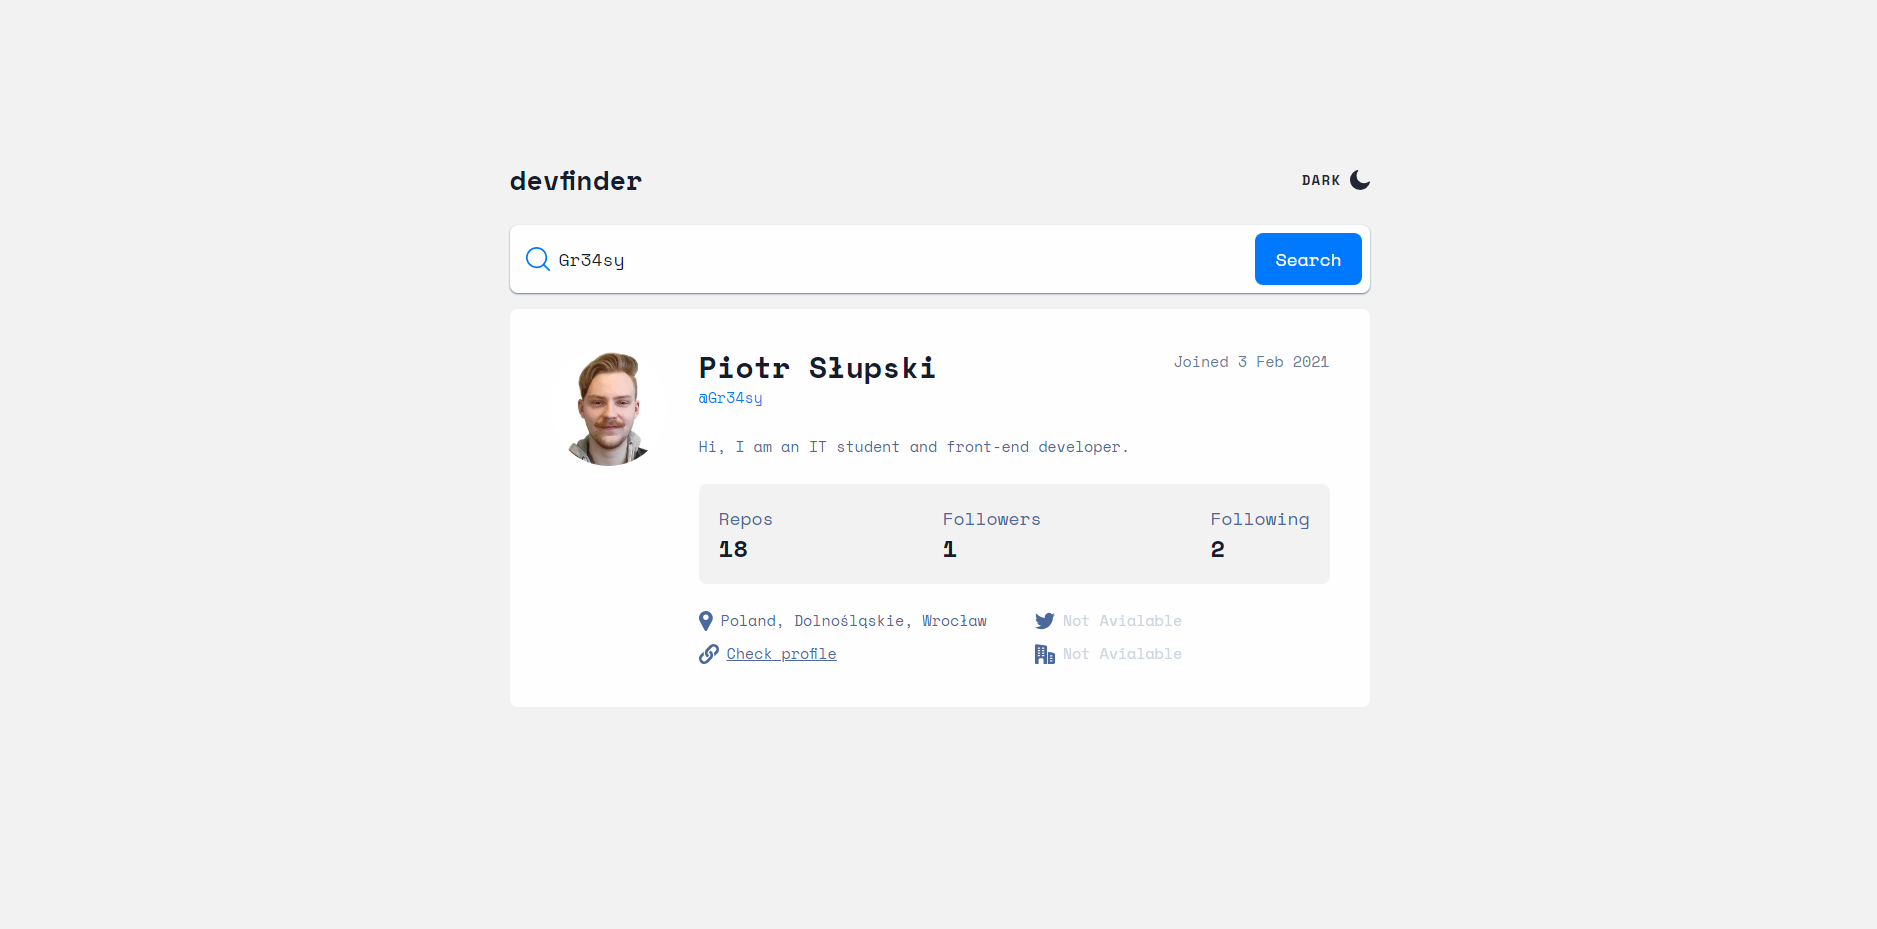 devfinder
DARK
Gr34sy
Search
Piotr Słupski
Joined 3 Feb 2021
@Gr34sy
Hi, I am an IT student and front-end developer.
Repos Followers Following
18 1 2
Poland, Dolnośląskie, Wrocław Not Avialable
Check profile Not Avialable